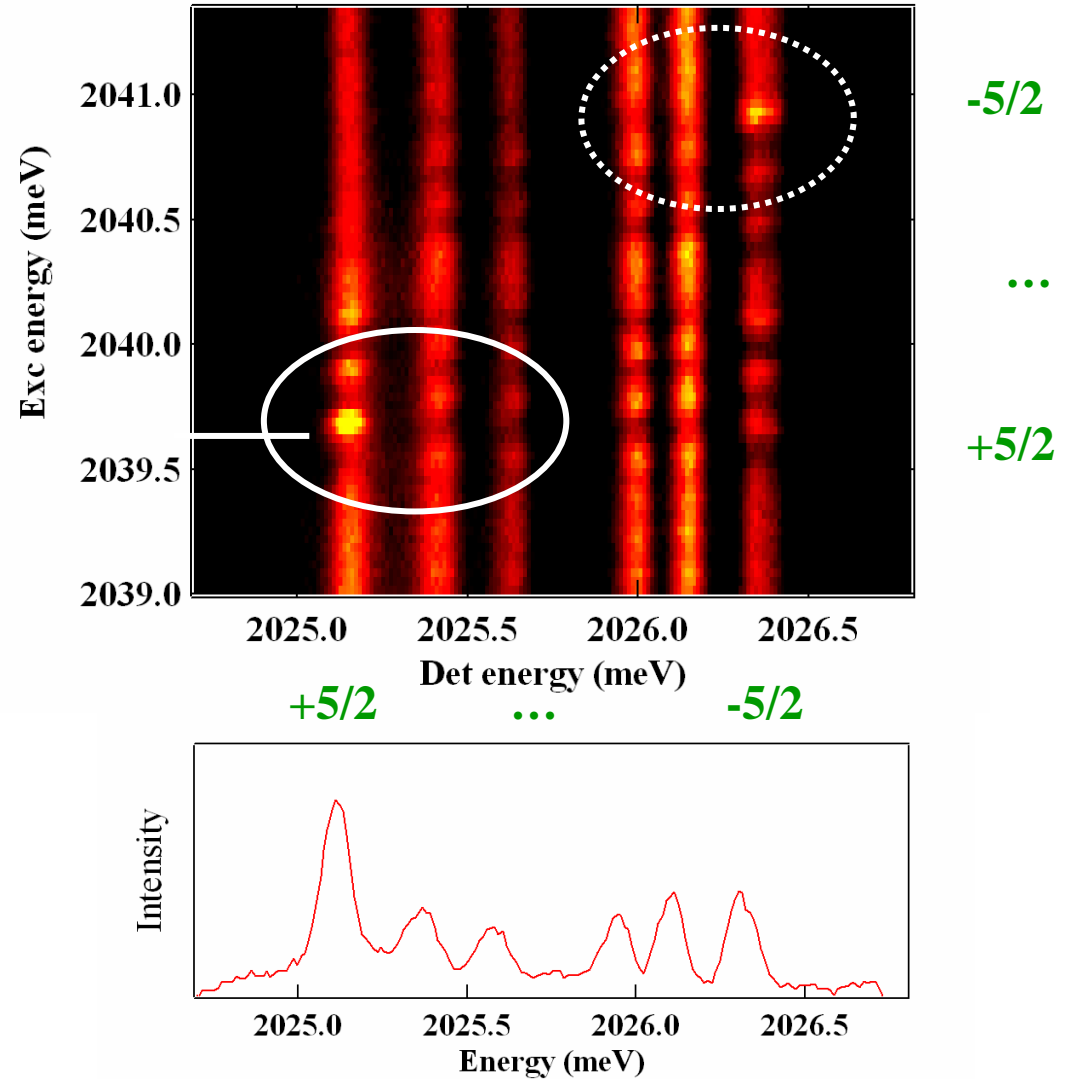 Exc energy (meV)
2041.0
2040.5
2040.0
2039.5
2039.0
-5/2
...
+5/2
2025.0 2025.5 2026.0 2026.5
Det energy (meV)
+5/2 ... -5/2
Intensity
2025.0 2025.5 2026.0 2026.5
Energy (meV)